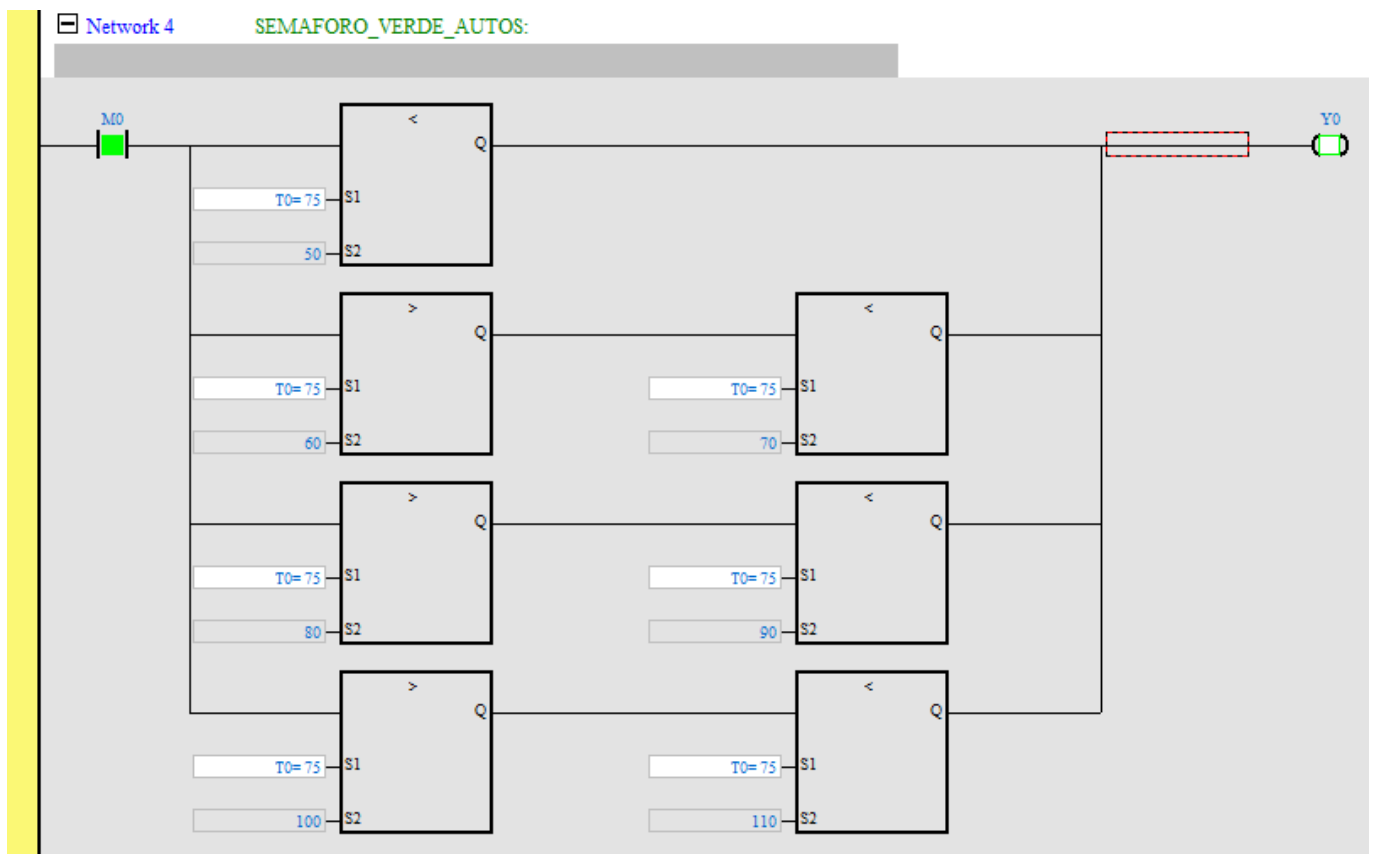 Network 4 SEMAFORO_VERDE_AUTOS:
M0 < Y0
Q
T0= 75 S1
50 S2
> <
Q Q
T0= 75 S1 T0= 75 S1
60 S2 70 S2
> <
Q Q
T0= 75 S1 T0= 75 S1
80 S2 90 S2
> <
Q Q
T0= 75 S1 T0= 75 S1
100 S2 110 S2